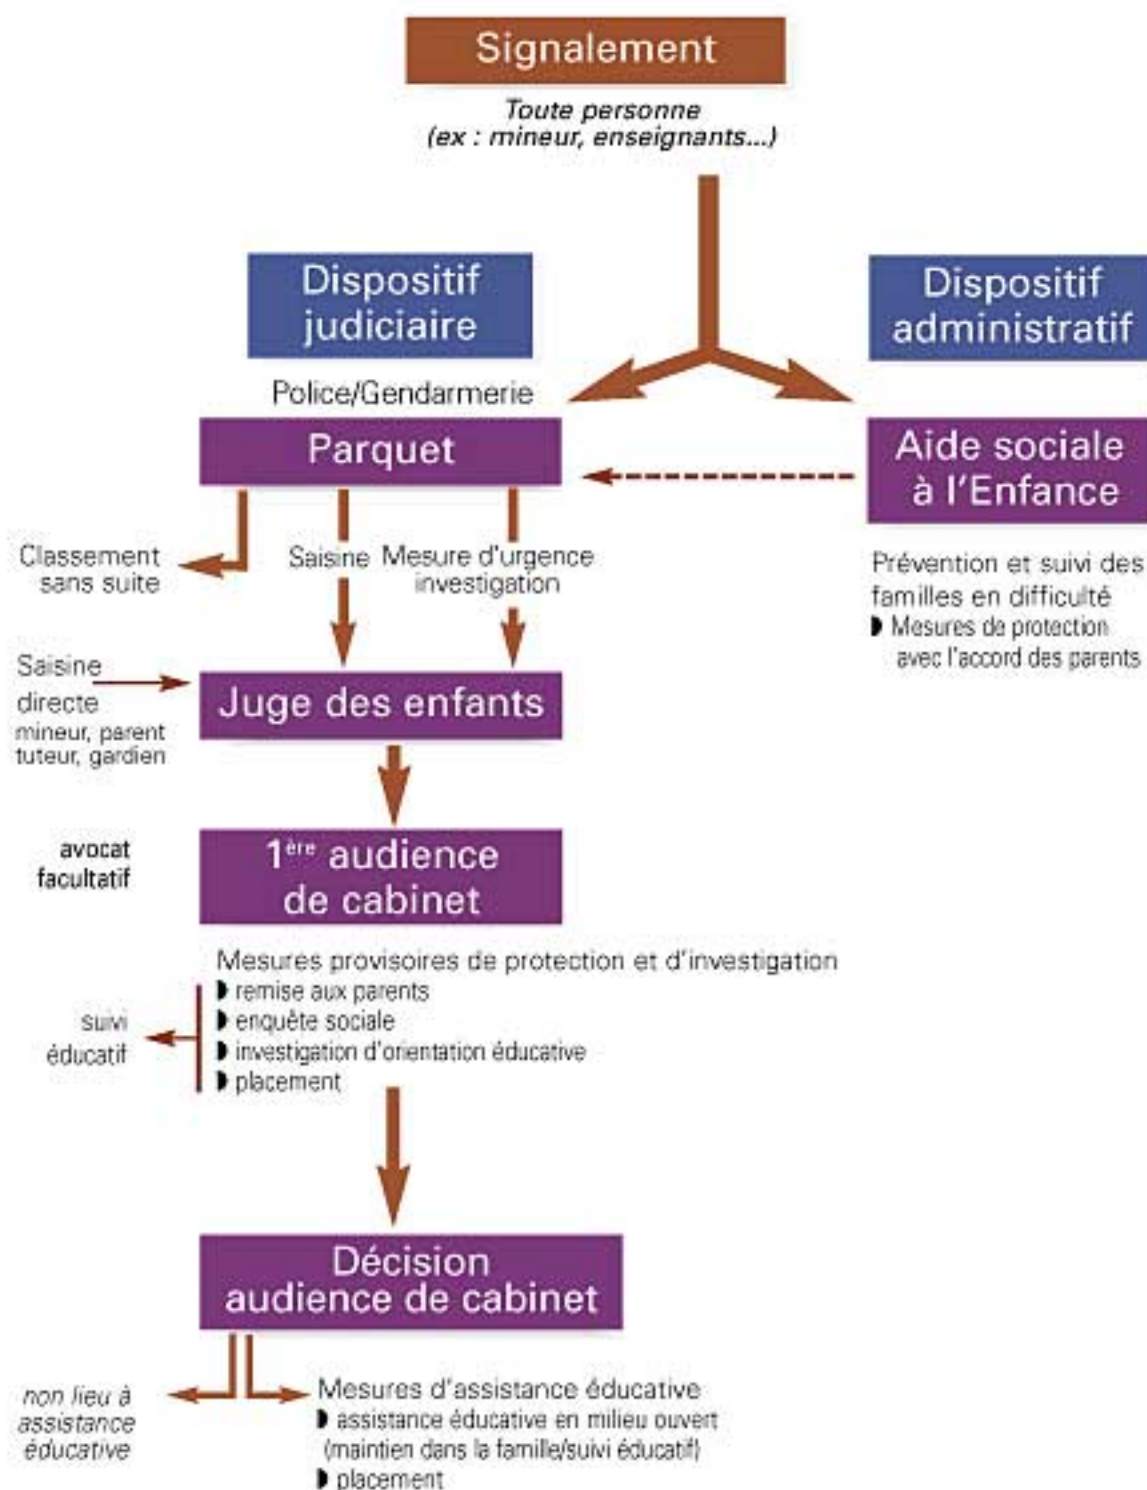 Signalement
Toute personne
(ex : mineur, enseignants...)
Dispositif
judiciaire
Dispositif
administratif
Police/Gendarmerie
Parquet
Aide sociale
à l'Enfance
Classement
sans suite
Saisine
Mesure d'urgence
investigation
Prévention et suivi des
familles en difficulté
Mesures de protection
avec l'accord des parents
Saisine
directe
mineur, parent
tuteur, gardien
Juge des enfants
avocat
facultatif
1ère audience
de cabinet
Mesures provisoires de protection et d'investigation
remise aux parents
enquête sociale
investigation d'orientation éducative
placement
suivi
éducatif
Décision
audience de cabinet
non lieu à
assistance
éducative
Mesures d'assistance éducative
assistance éducative en milieu ouvert
(maintien dans la famille/suivi éducatif)
placement